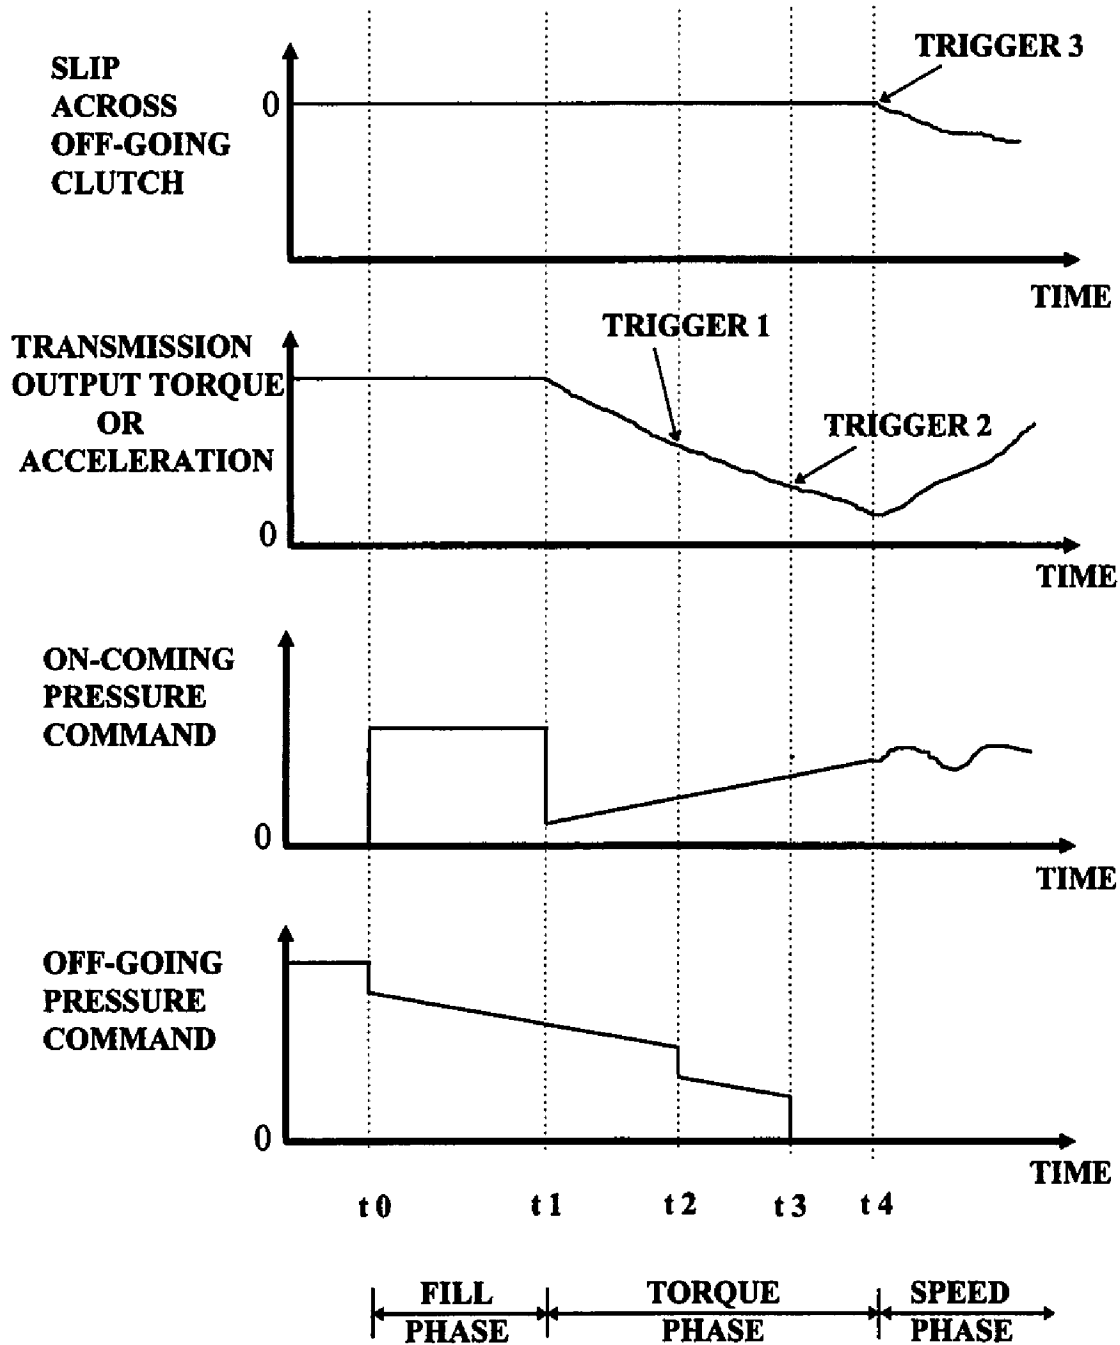 TRIGGER 3
SLIP
ACROSS
OFF-GOING
CLUTCH
0
TIME
TRIGGER 1
TRANSMISSION
OUTPUT TORQUE
OR
ACCELERATION
TRIGGER 2
0
TIME
ON-COMING
PRESSURE
COMMAND
0
TIME
OFF-GOING
PRESSURE
COMMAND
0
TIME
t 0 t 1 t 2 t 3 t 4
FILL PHASE
TORQUE PHASE
SPEED PHASE